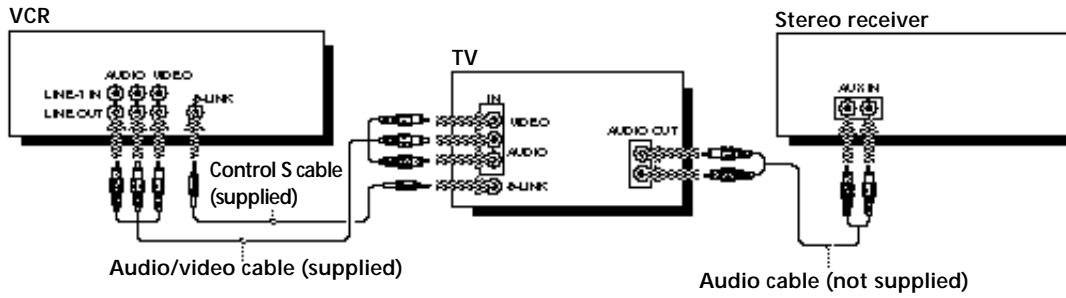 VCR
Stereo receiver
TV
AUDIO VIDEO
LINE-1 IN
LINE OUT
S-LINK
IN
VIDEO
AUDIO
S-LINK
AUDIO OUT
AUX IN
Control S cable
(supplied)
Audio/video cable (supplied)
Audio cable (not supplied)